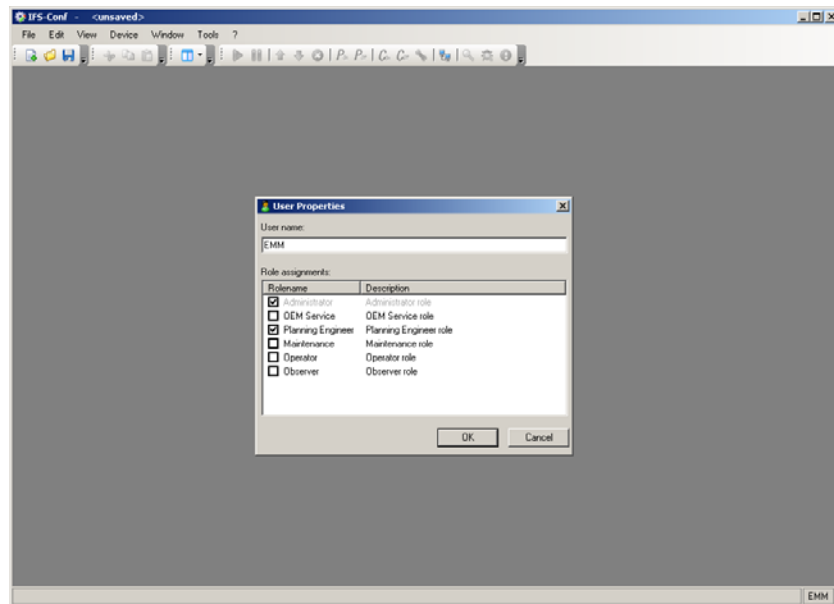 IFS-Conf - <unsaved>
File Edit View Device Window Tools ?
User Properties
User name:
EMM
Role assignments:
Rolename Description
Administrator Administrator role
OEM Service OEM Service role
Planning Engineer Planning Engineer role
Maintenance Maintenance role
Operator Operator role
Observer Observer role
OK Cancel
EMM